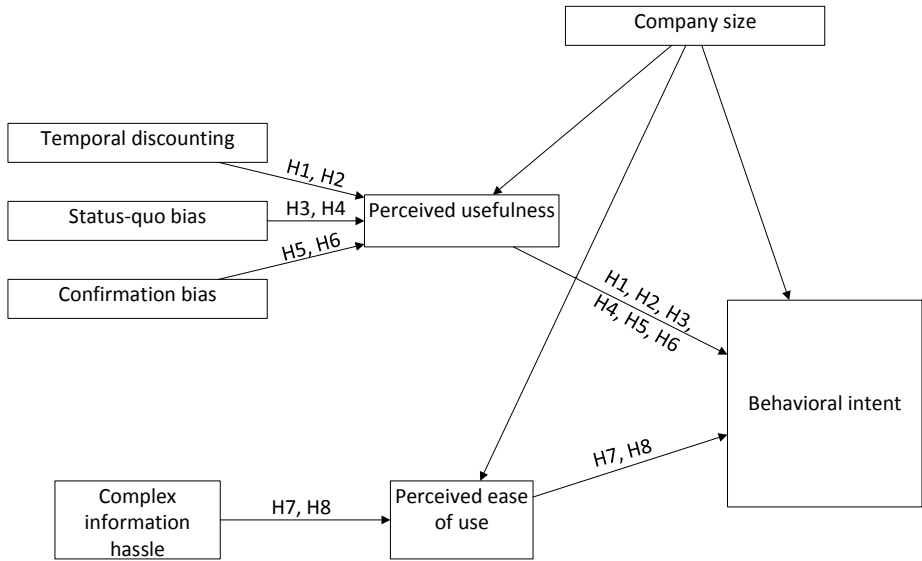 Company size
Temporal discounting
H1, H2
Status-quo bias
H3, H4
Perceived usefulness
H5, H6
Confirmation bias
H1, H2, H3,
H4, H5, H6
Behavioral intent
H7, H8
Complex
information
hassle
H7, H8
Perceived ease
of use